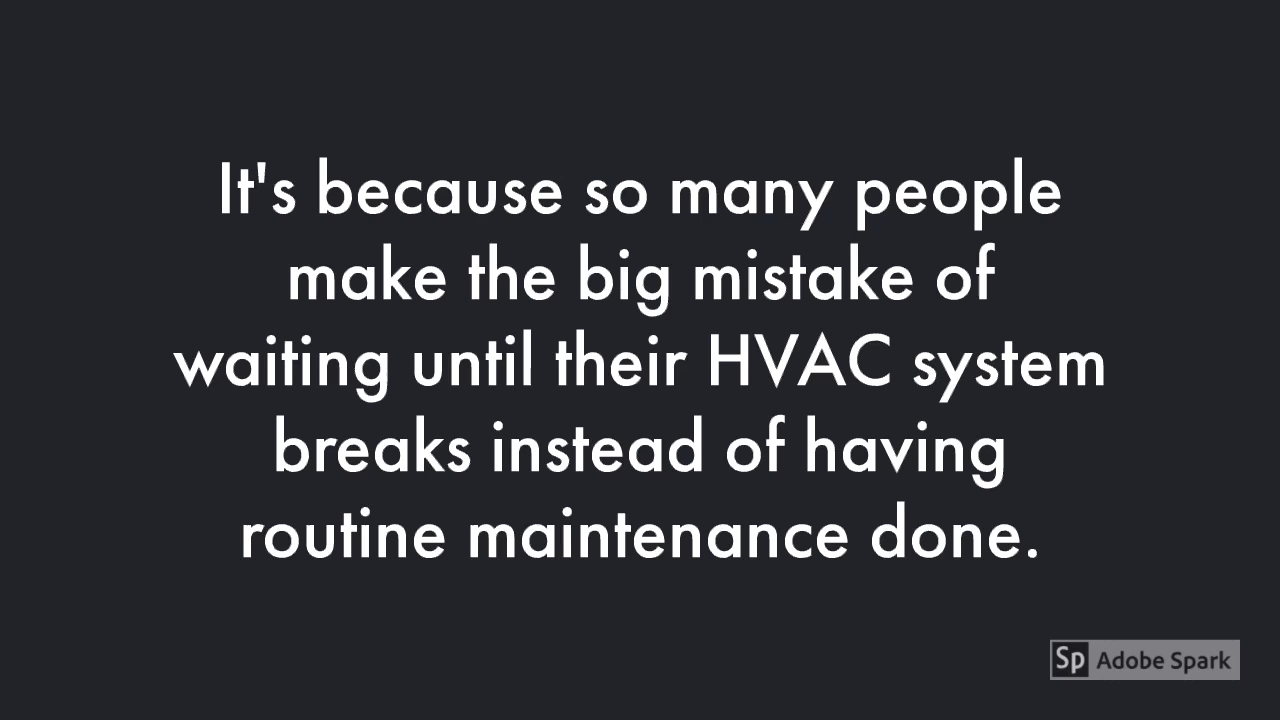 It's because so many people
make the big mistake of
waiting until their HVAC system
breaks instead of having
routine maintenance done.
Sp Adobe Spark